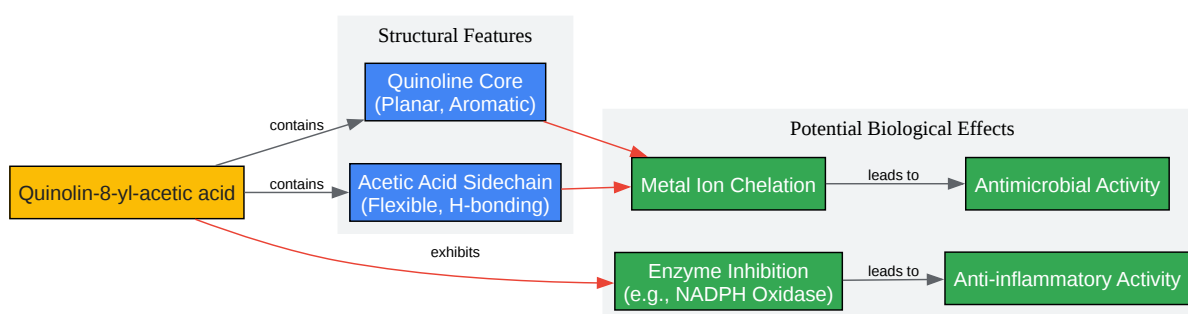 Structural Features
Quinoline Core
(Planar, Aromatic)
contains
Potential Biological Effects
Quinolin-8-yl-acetic acid
contains
Acetic Acid Sidechain
(Flexible, H-bonding)
Metal Ion Chelation
leads to
Antimicrobial Activity
exhibits
Enzyme Inhibition
(e.g., NADPH Oxidase)
leads to
Anti-inflammatory Activity